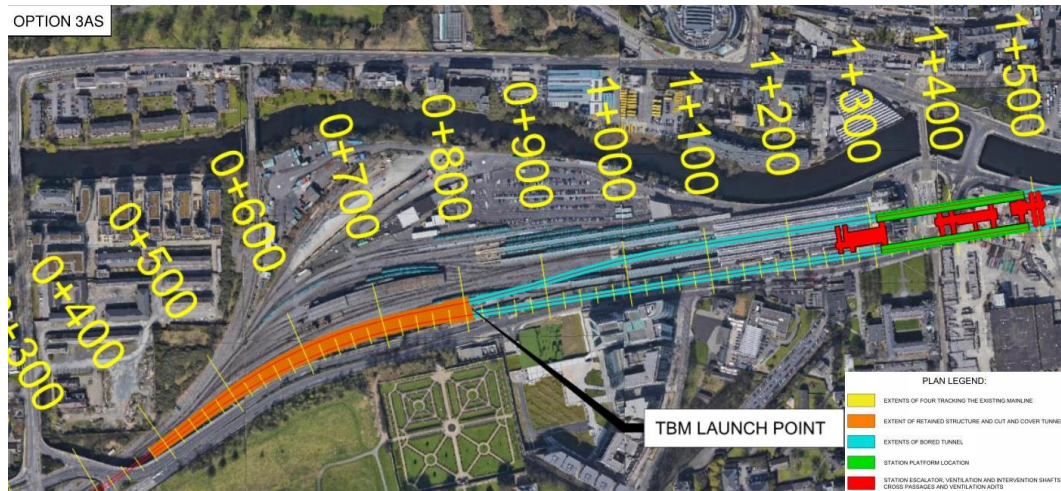 OPTION 3AS
0+300
0+400
0+500
0+600
0+700
0+800
0+900
1+000
1+100
1+200
1+300
1+400
1+500
TBM LAUNCH POINT
PLAN LEGEND:
EXTENTS OF FOUR TRACKING THE EXISTING MAINLINE
EXTENT OF RETAINED STRUCTURE AND CUT AND COVER TUNNE
EXTENTS OF BORED TUNNEL
STATION PLATFORM LOCATION
STATION ESCALATOR, VENTILATION AND INTERVENTION SHAFTS
CROSS PASSAGES AND VENTILATION ADITS